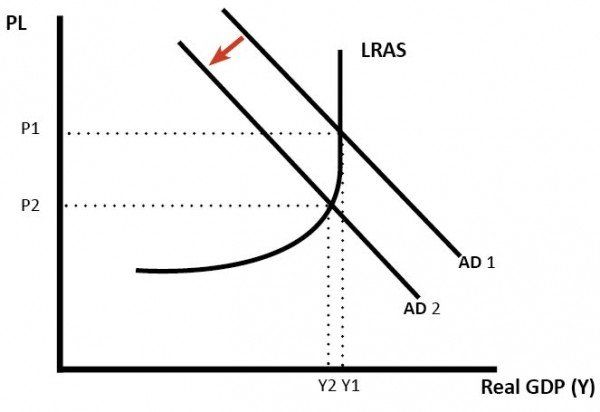 PL
LRAS
P1
P2
AD 1
AD 2
Y2 Y1
Real GDP (Y)